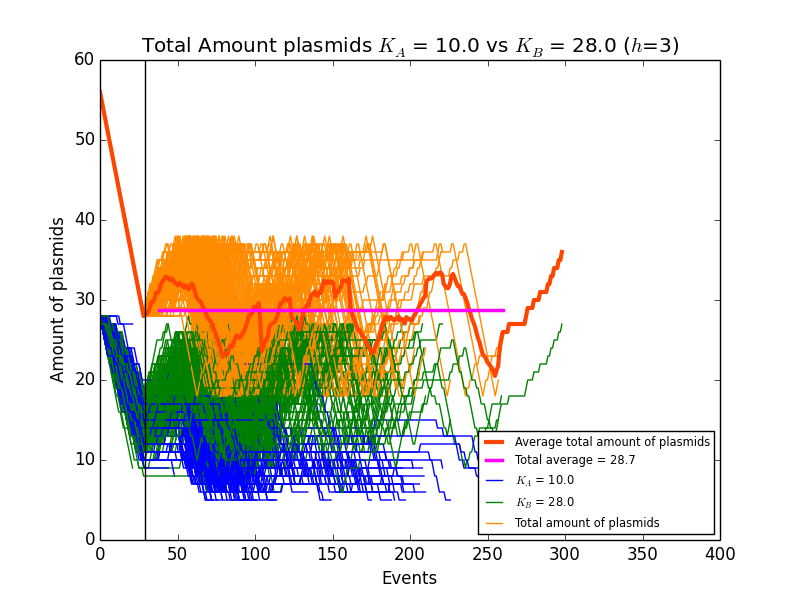 Total Amount plasmids K_A = 10.0 vs K_B = 28.0 (h=3)
60
50
40
30
20
10
0
Amount of plasmids
0 50 100 150 200 250 300 350 400
Events
Average total amount of plasmids
Total average = 28.7
K_A = 10.0
K_B = 28.0
Total amount of plasmids